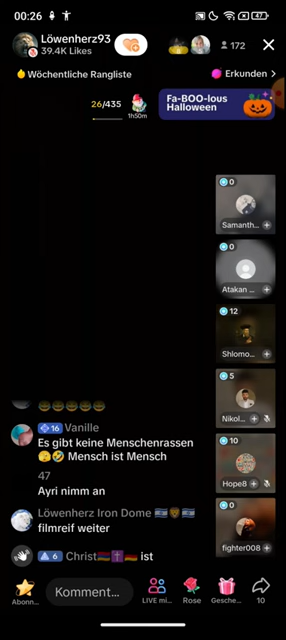 00:26
47
Löwenherz93
39.4K Likes
172
Wöchentliche Rangliste
Erkunden >
26/435
1h50m
Fa-BOO-lous
Halloween
0
Samanth...
0
Atakan ...
12
Shlomo...
5
Nikol...
10
Hope8
0
fighter008
16 Vanille
Es gibt keine Menschenrassen
🫣🤣 Mensch ist Mensch
47
Ayri nimm an
Löwenherz Iron Dome 🇮🇱🦁🇮🇱
filmreif weiter
6 Christ🇦🇲✝️🇩🇪 ist
Abonn...
Kommentar...
LIVE mi...
Rose
Gesche...
10